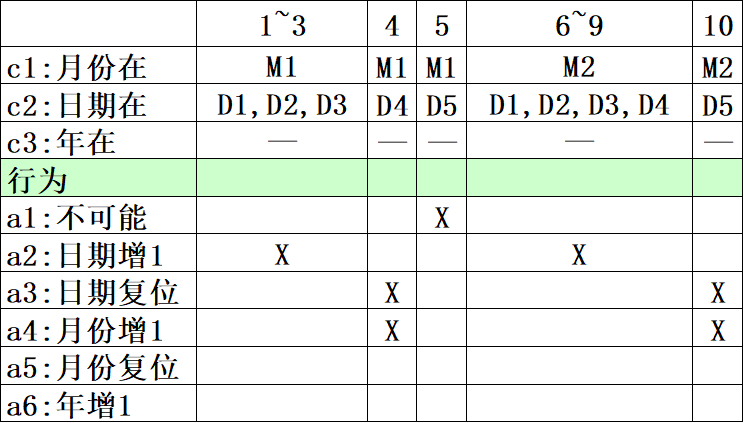 1~3 4 5 6~9 10
c1:月份在 M1 M1 M1 M2 M2
c2:日期在 D1,D2,D3 D4 D5 D1,D2,D3,D4 D5
c3:年在 — — — — —
行为
a1:不可能 X
a2:日期增1 X X
a3:日期复位 X X
a4:月份增1 X X
a5:月份复位
a6:年增1